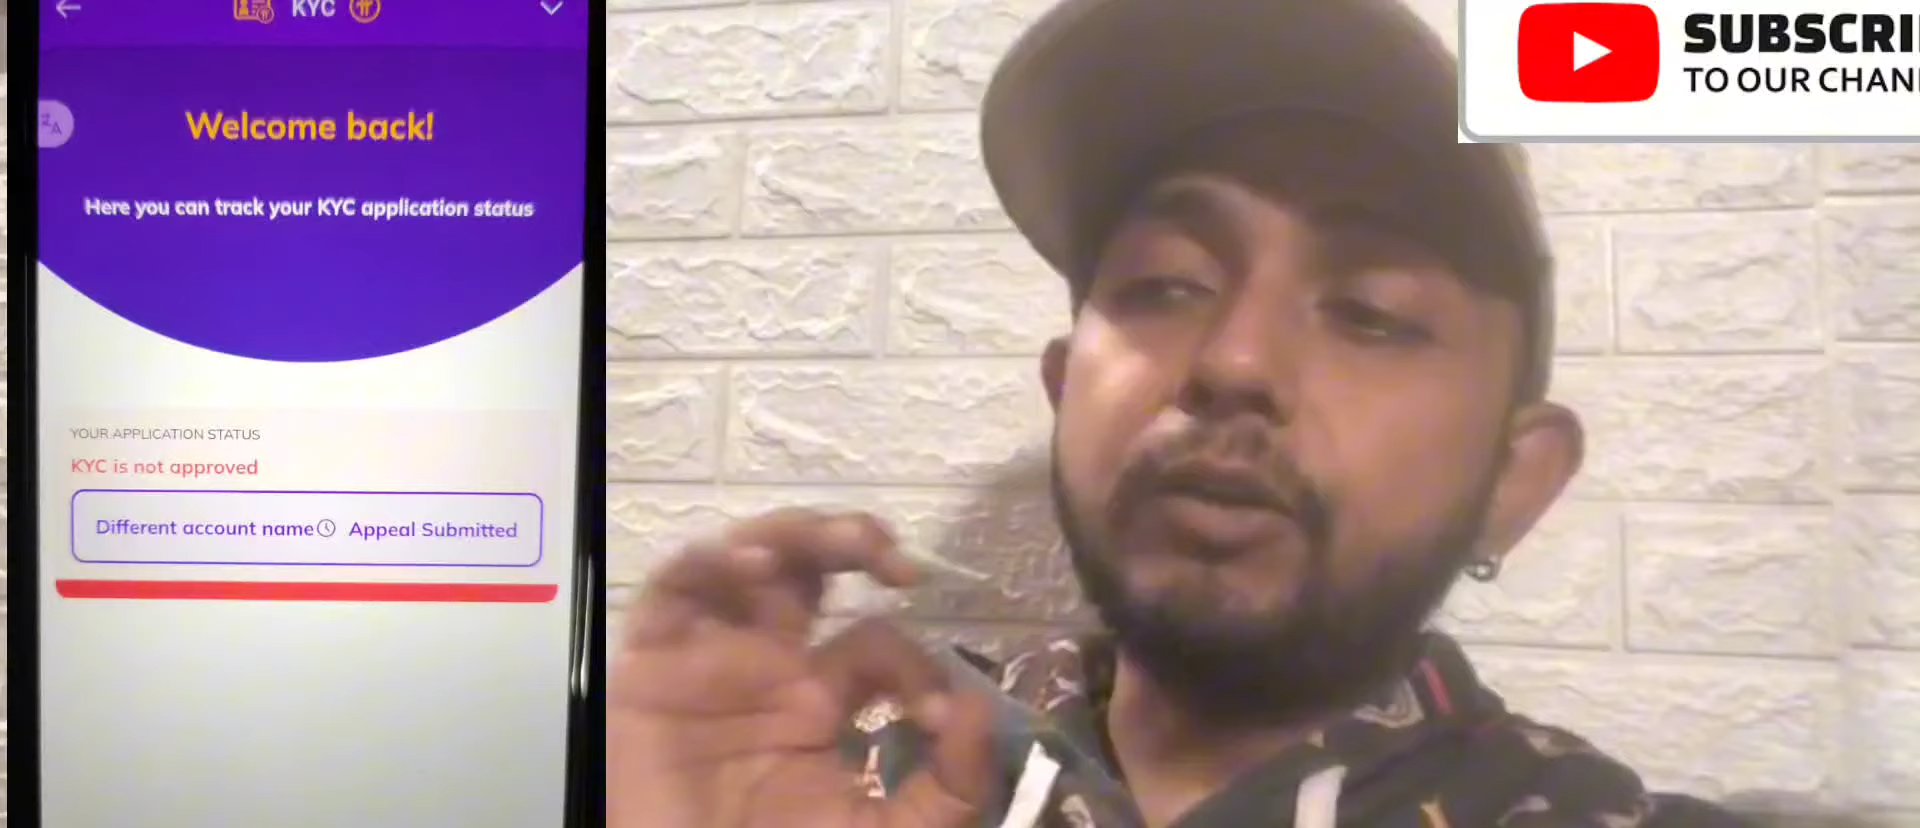 KYC
Welcome back!
Here you can track your KYC application status
YOUR APPLICATION STATUS
KYC is not approved
Different account name Appeal Submitted
SUBSCRI
TO OUR CHAN